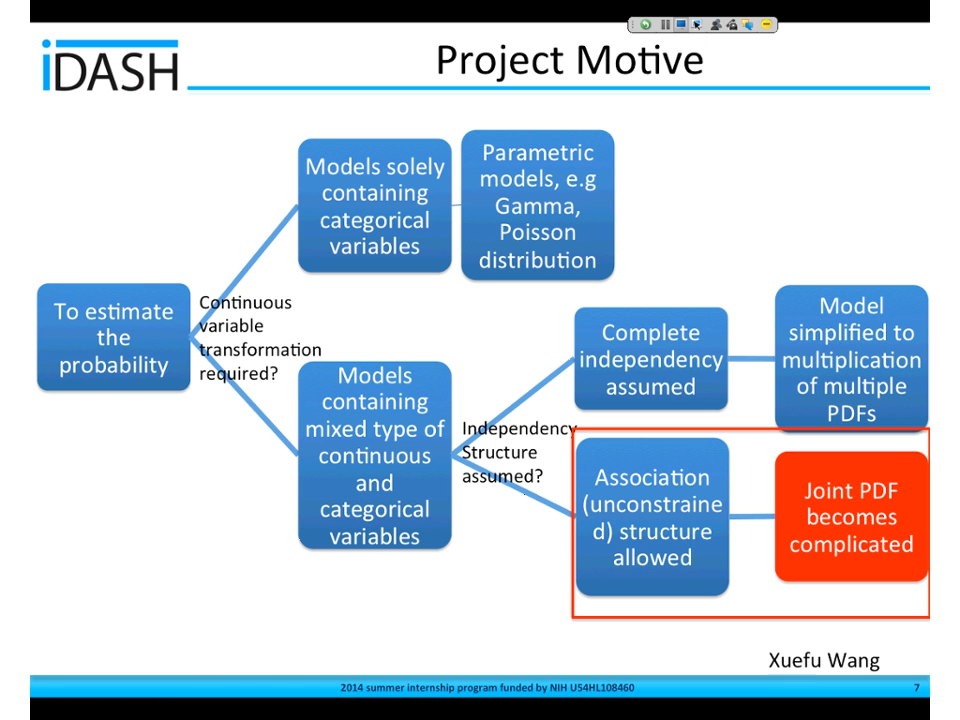 iDASH
Project Motive
Models solely
containing
categorical
variables
Parametric
models, e.g
Gamma,
Poisson
distribution
To estimate
the
probability
Continuous
variable
transformation
required?
Models
containing
mixed type of
continuous
and
categorical
variables
Independency
Structure
assumed?
Complete
independency
assumed
Model
simplified to
multiplication
of multiple
PDFs
Association
(unconstraine
d) structure
allowed
Joint PDF
becomes
complicated
Xuefu Wang
2014 summer internship program funded by NIH U54HL108460
7